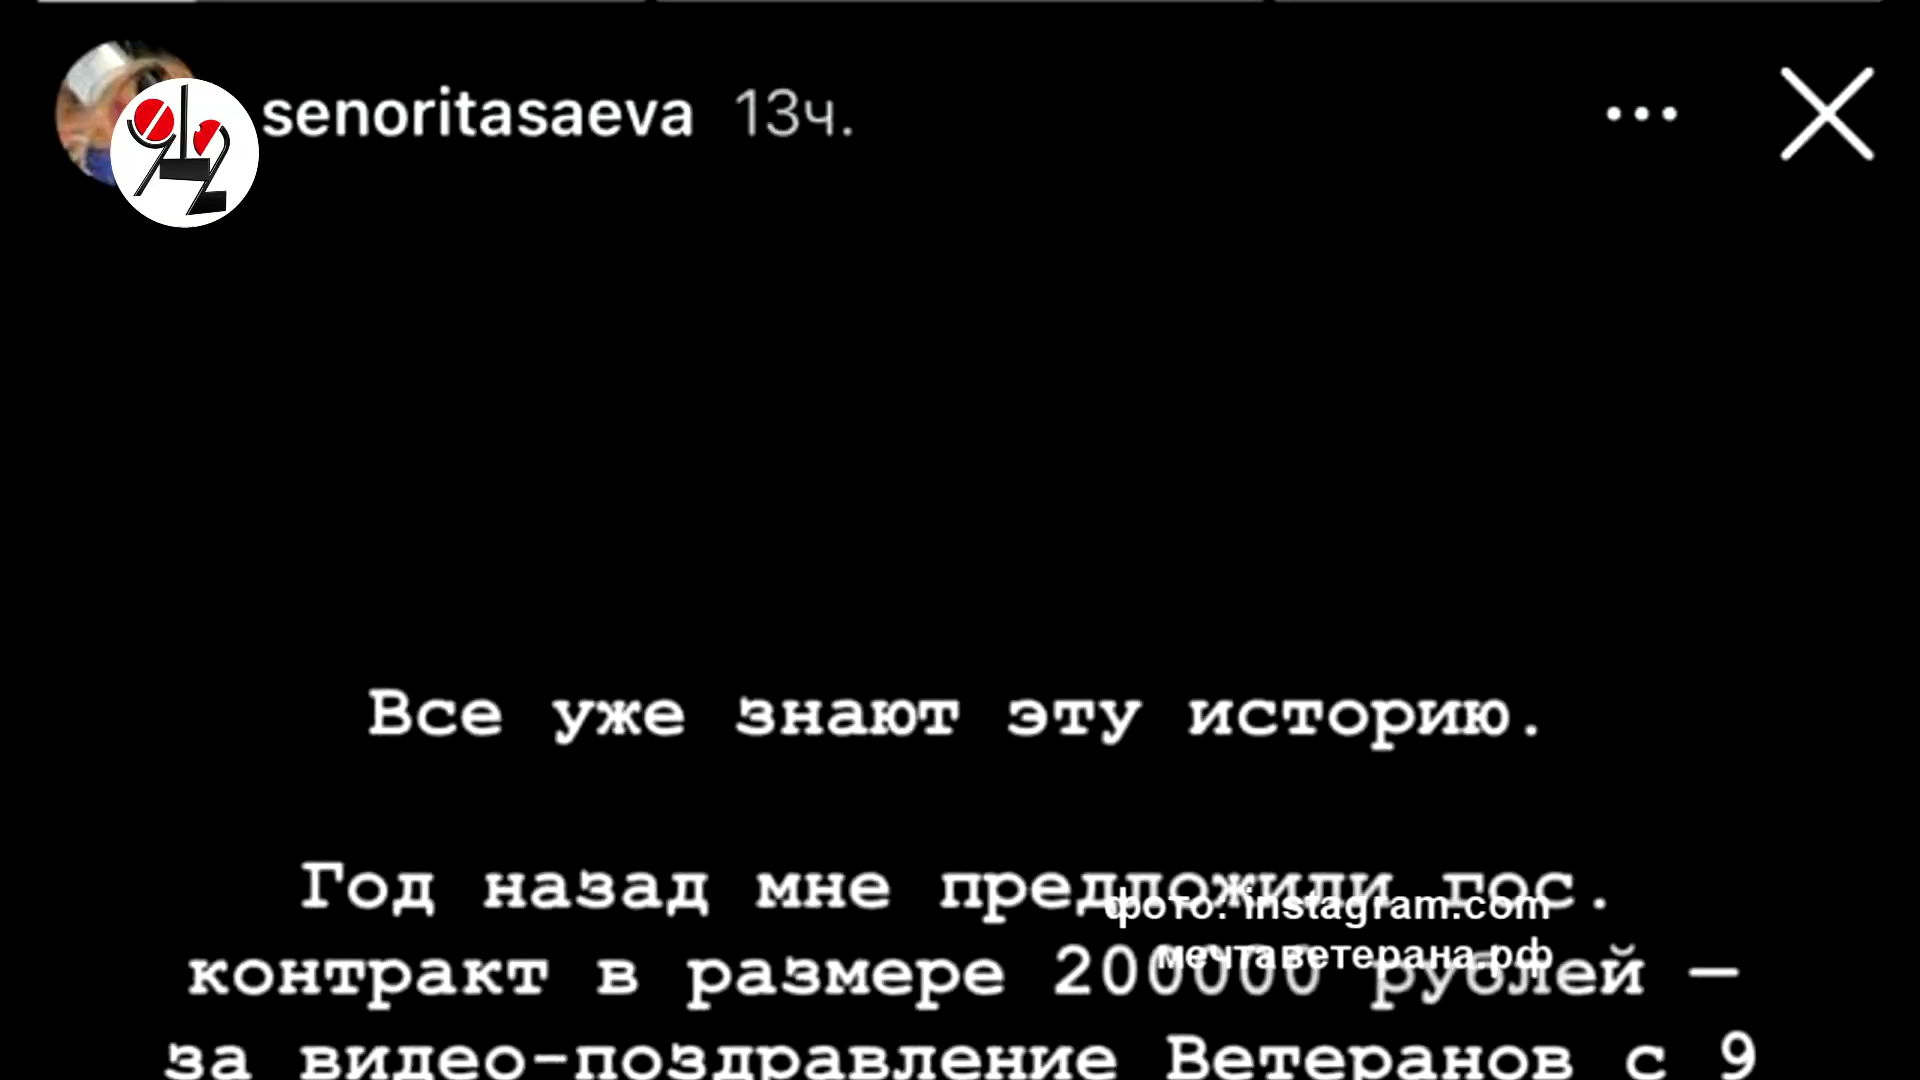 senoritasaeva 13ч.
Все уже знают эту историю.
Год назад мне предложили гос.
фото: instagram.com
контракт в размере 200000 рублей —
мечтаветерана.рф
за видео-поздравление Ветеранов с 9